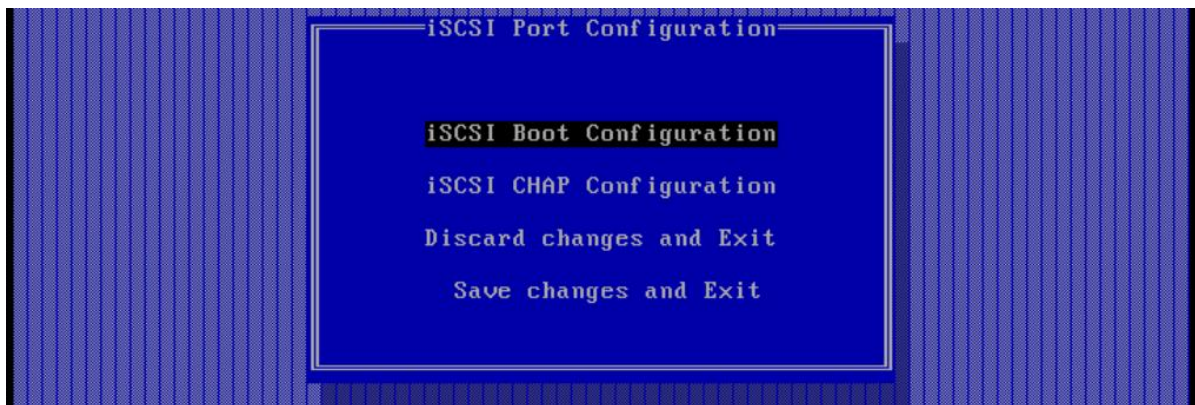 iSCSI Port Configuration
iSCSI Boot Configuration
iSCSI CHAP Configuration
Discard changes and Exit
Save changes and Exit